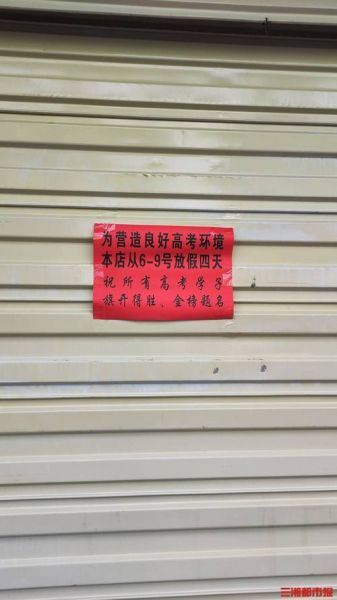 为营造良好高考环境
本店从6-9号放假四天
祝所有高考学子
旗开得胜、金榜题名
三湘都市报